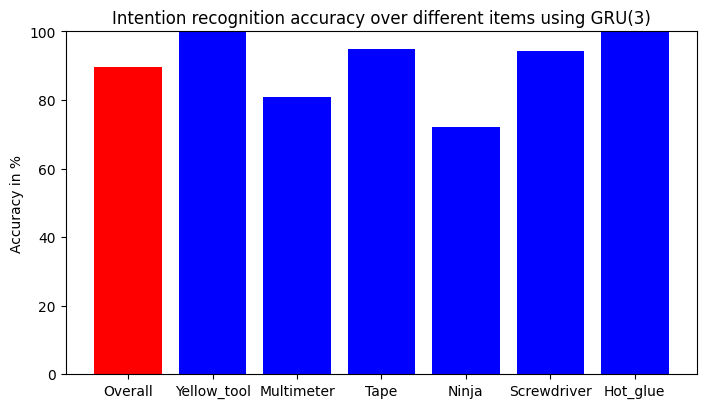 Intention recognition accuracy over different items using GRU(3)
Accuracy in %
100
80
60
40
20
0
Overall
Yellow_tool
Multimeter
Tape
Ninja
Screwdriver
Hot_glue